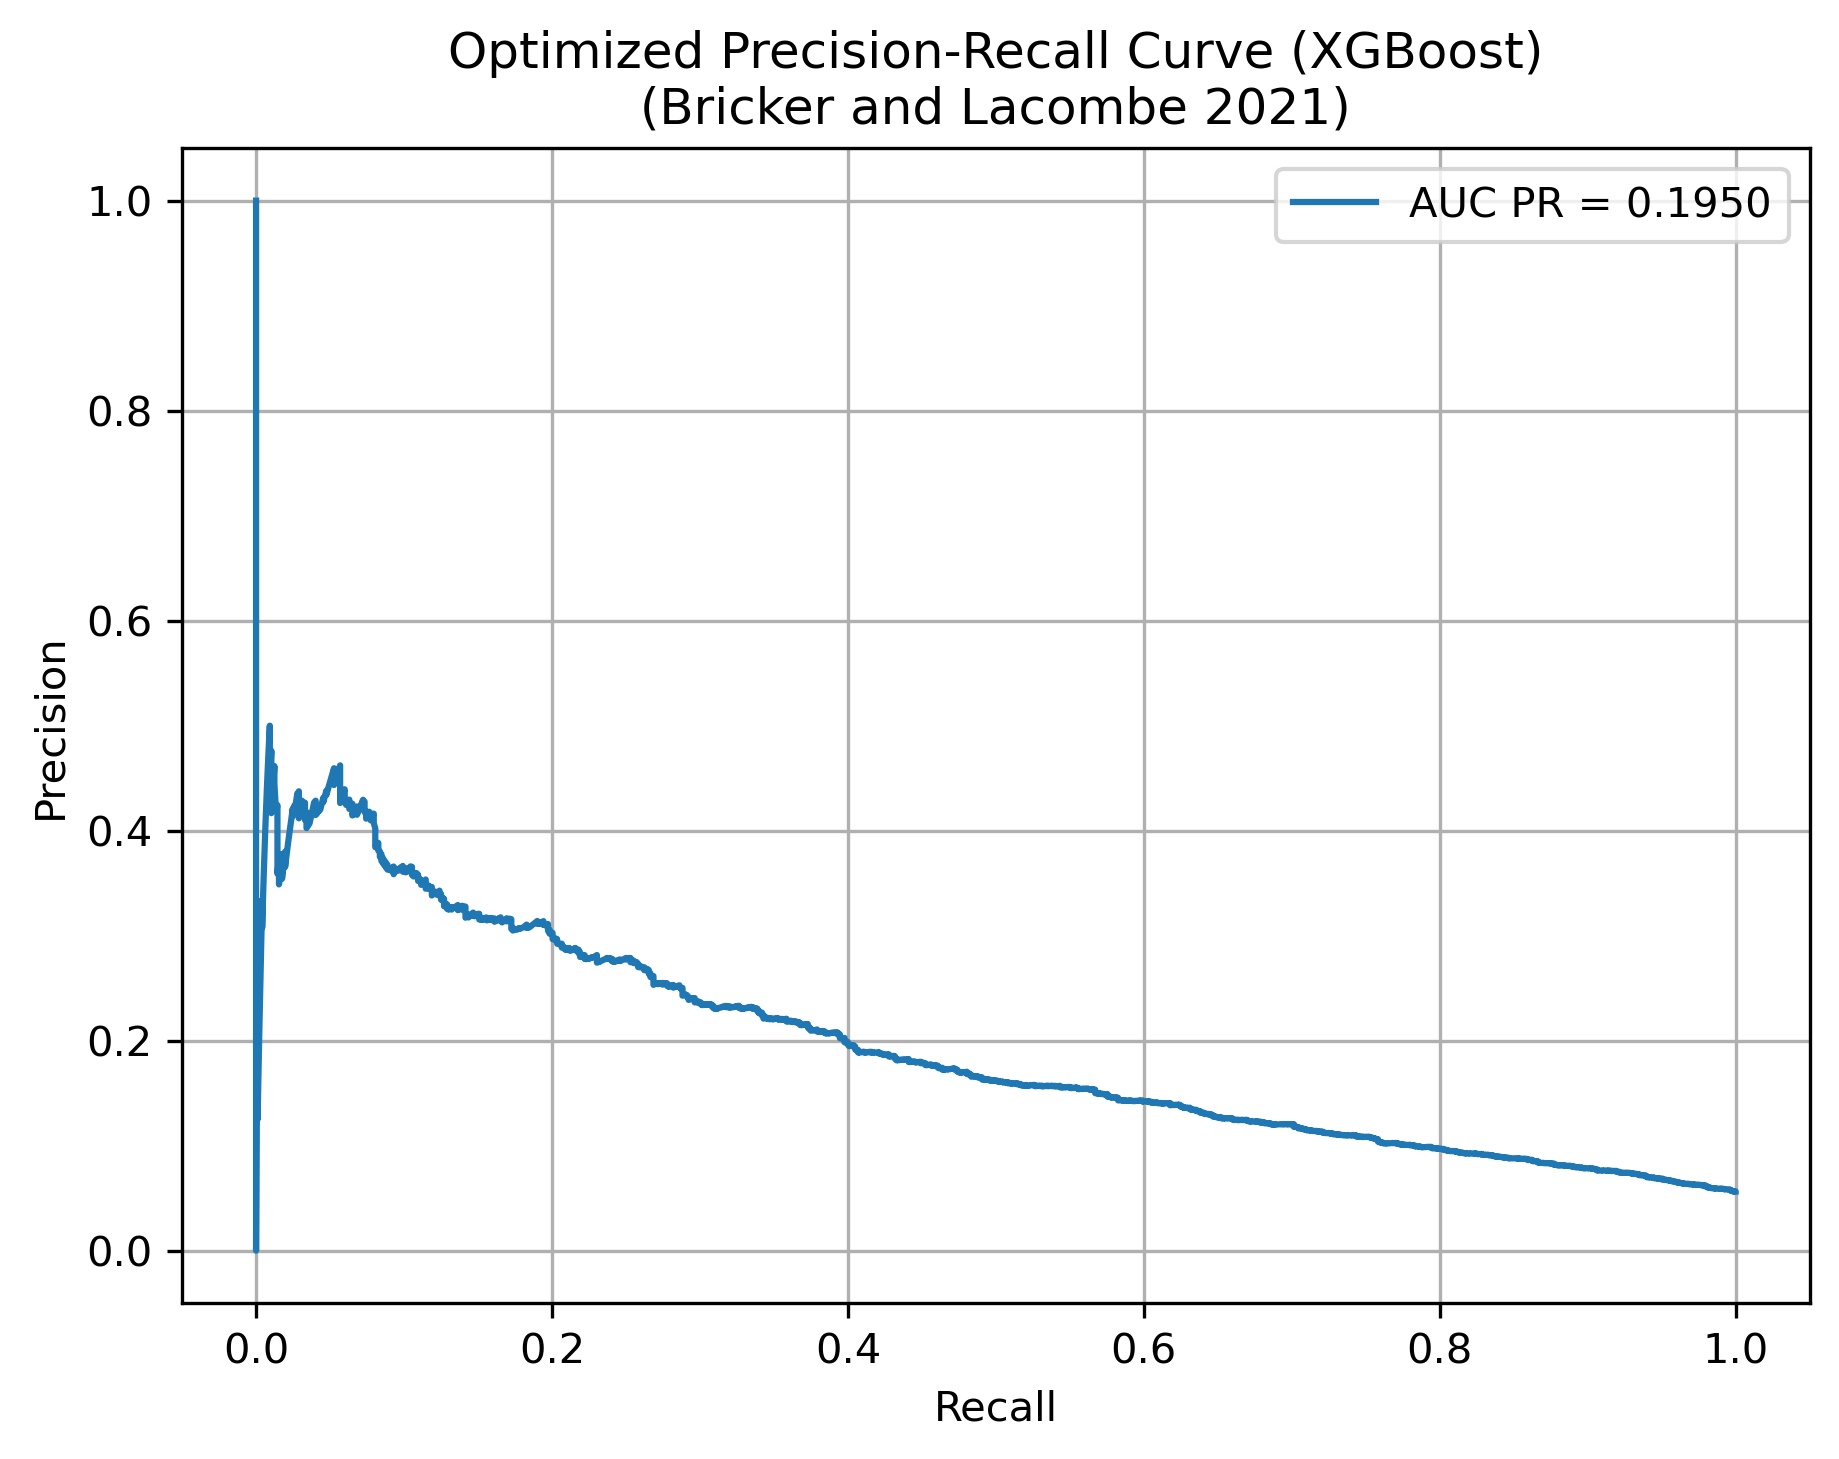 Optimized Precision-Recall Curve (XGBoost)
(Bricker and Lacombe 2021)
AUC PR = 0.1950
1.0
0.8
0.6
0.4
0.2
0.0
Precision
0.0 0.2 0.4 0.6 0.8 1.0
Recall